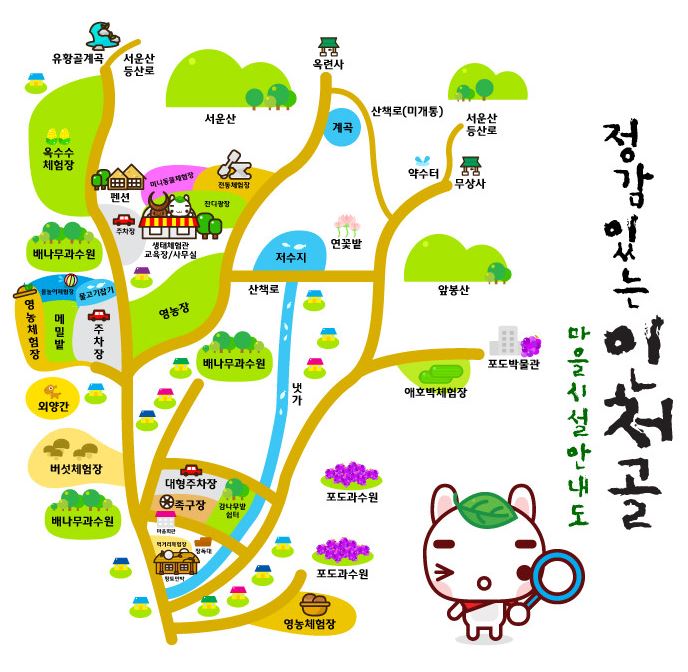 유황골계곡
서운산
등산로
옥련사
서운산
계곡
산책로(미개통)
서운산
등산로
옥수수
체험장
약수터
무상사
펜션
미니동물체험장
전통체험장
잔디광장
주차장
생태체험관
교육장/사무실
배나무과수원
연꽃밭
저수지
산책로
앞봉산
물놀이체험장
물고기잡기
영농체험장
메밀밭
주차장
영농장
배나무과수원
냇가
포도박물관
애호박체험장
외양간
버섯체험장
배나무과수원
대형주차장
족구장
감나무밭
쉼터
마을회관
먹거리체험장
장독대
황토민박
포도과수원
포도과수원
영농체험장
정감 있는 인처골
마을시설안내도